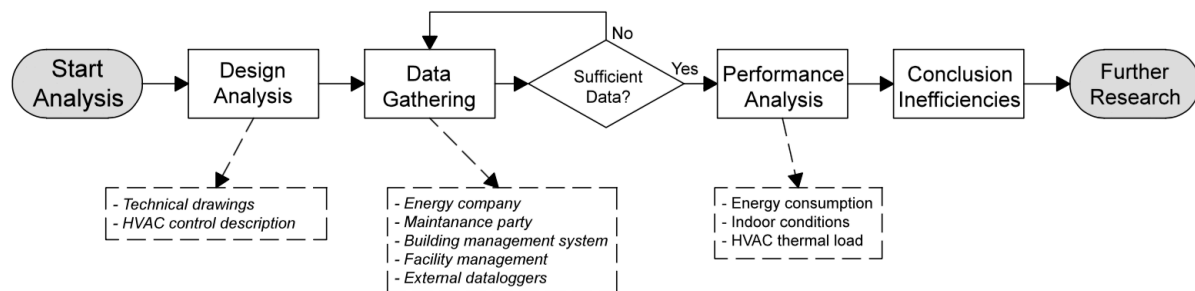 Start
Analysis
Design
Analysis
Data
Gathering
No
Sufficient
Data?
Yes
Performance
Analysis
Conclusion
Inefficiencies
Further
Research
- Technical drawings
- HVAC control description
- Energy company
- Maintanance party
- Building management system
- Facility management
- External dataloggers
- Energy consumption
- Indoor conditions
- HVAC thermal load